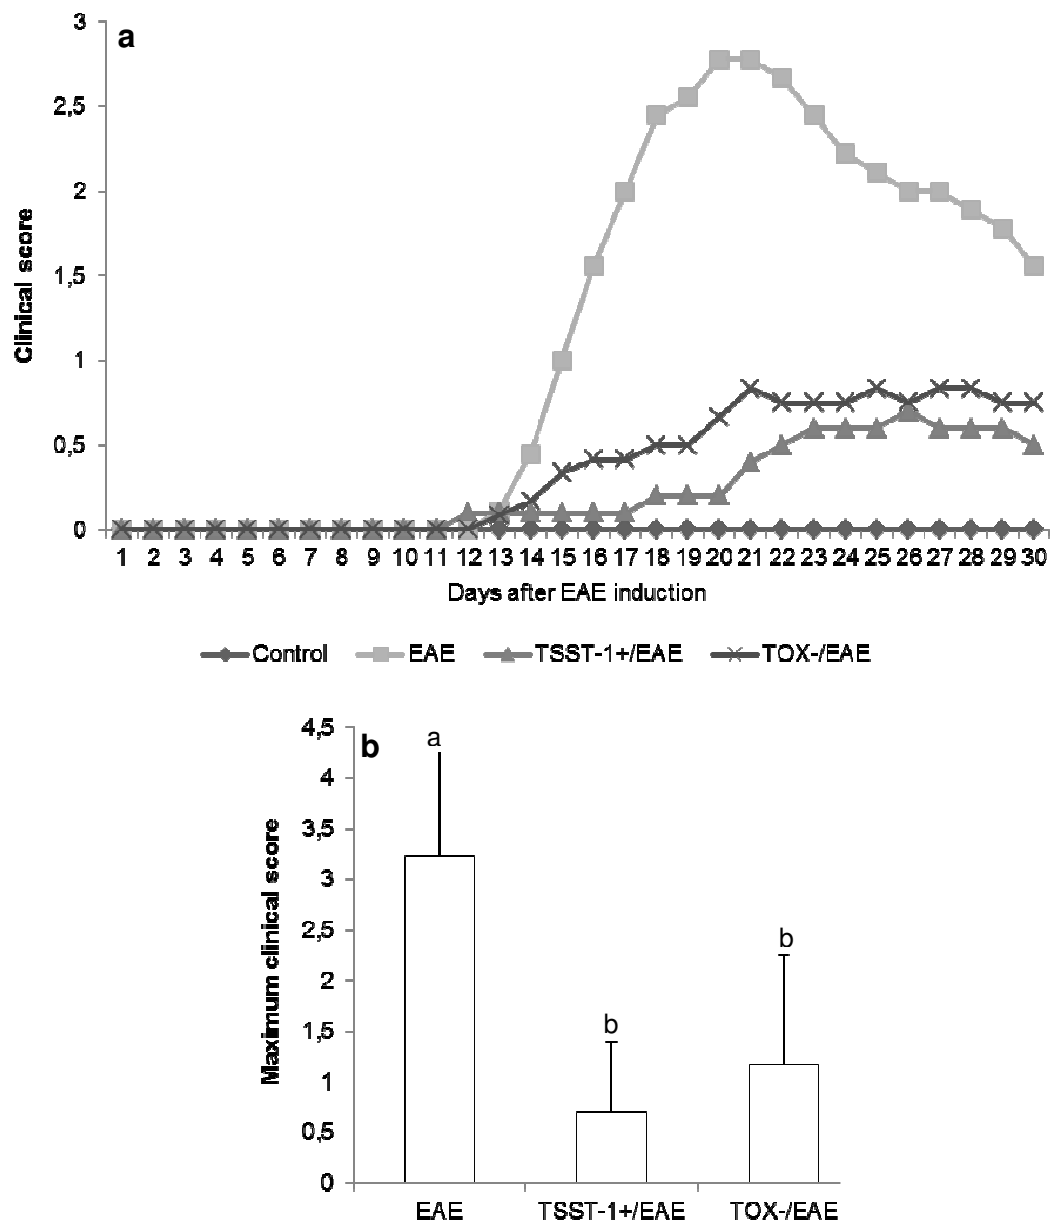 a
3
2,5
2
1,5
1
0,5
0
Clinical score
1 2 3 4 5 6 7 8 9 10 11 12 13 14 15 16 17 18 19 20 21 22 23 24 25 26 27 28 29 30
Days after EAE induction
Control EAE TSST-1+/EAE TOX-/EAE
b
4,5
4
3,5
3
2,5
2
1,5
1
0,5
0
Maximum clinical score
a
b
b
EAE TSST-1+/EAE TOX-/EAE